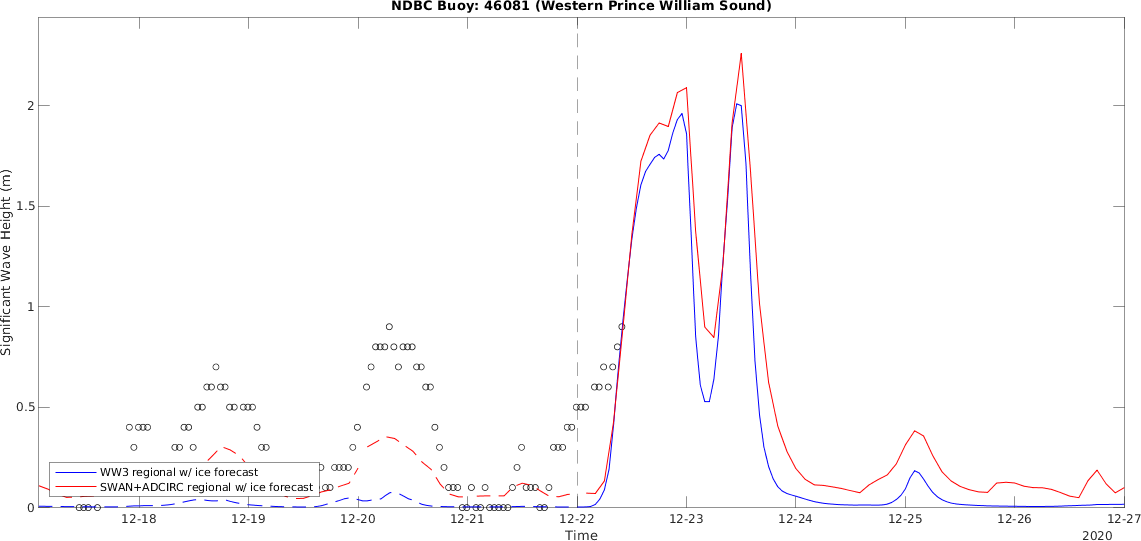 NDBC Buoy: 46081 (Western Prince William Sound)
Significant Wave Height (m)
2
1.5
1
0.5
0
WW3 regional w/ ice forecast
SWAN+ADCIRC regional w/ ice forecast
12-18 12-19 12-20 12-21 12-22 12-23 12-24 12-25 12-26 12-27
Time
2020